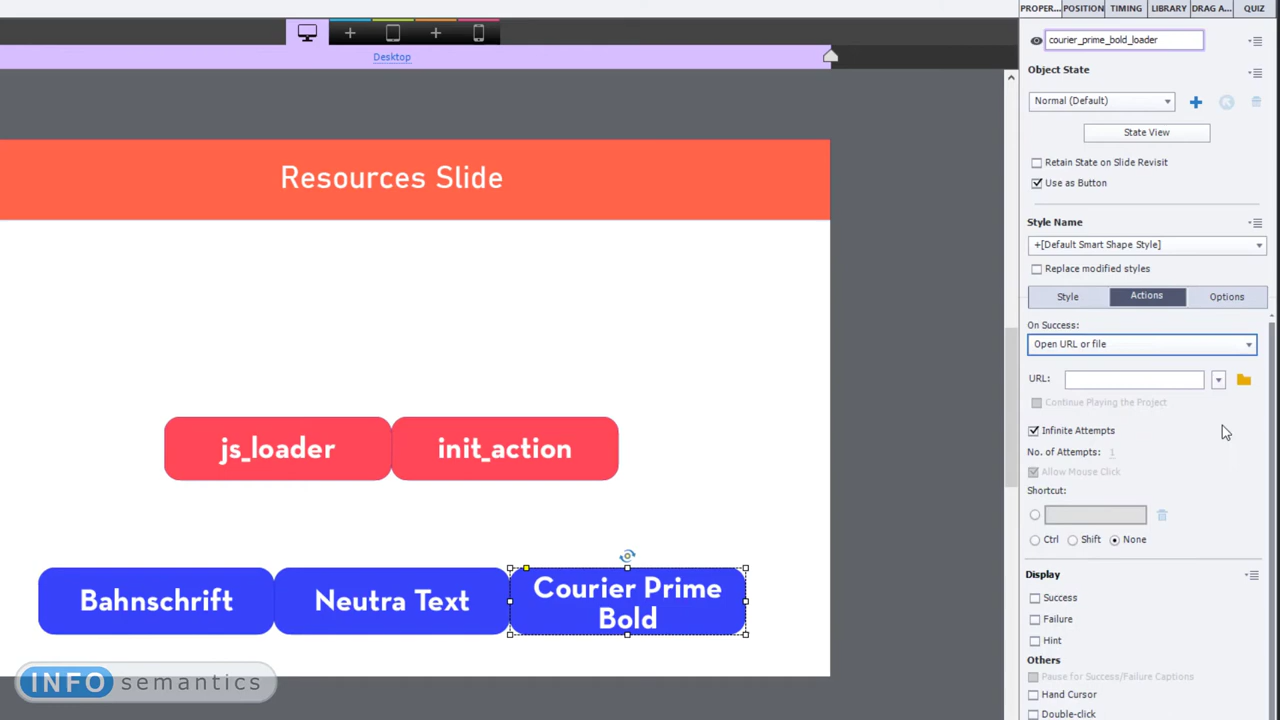 PROPER...
POSITION
TIMING
LIBRARY
DRAG A...
QUIZ
courier_prime_bold_loader
Desktop
Object State
Normal (Default)
State View
Retain State on Slide Revisit
Use as Button
Resources Slide
Style Name
+[Default Smart Shape Style]
Replace modified styles
Style
Actions
Options
On Success:
Open URL or file
URL:
Continue Playing the Project
Infinite Attempts
No. of Attempts: 1
Allow Mouse Click
Shortcut:
Ctrl
Shift
None
js_loader
init_action
Display
Success
Failure
Hint
Others
Pause for Success/Failure Captions
Hand Cursor
Double-click
Bahnschrift
Neutra Text
Courier Prime
Bold
INFO semantics